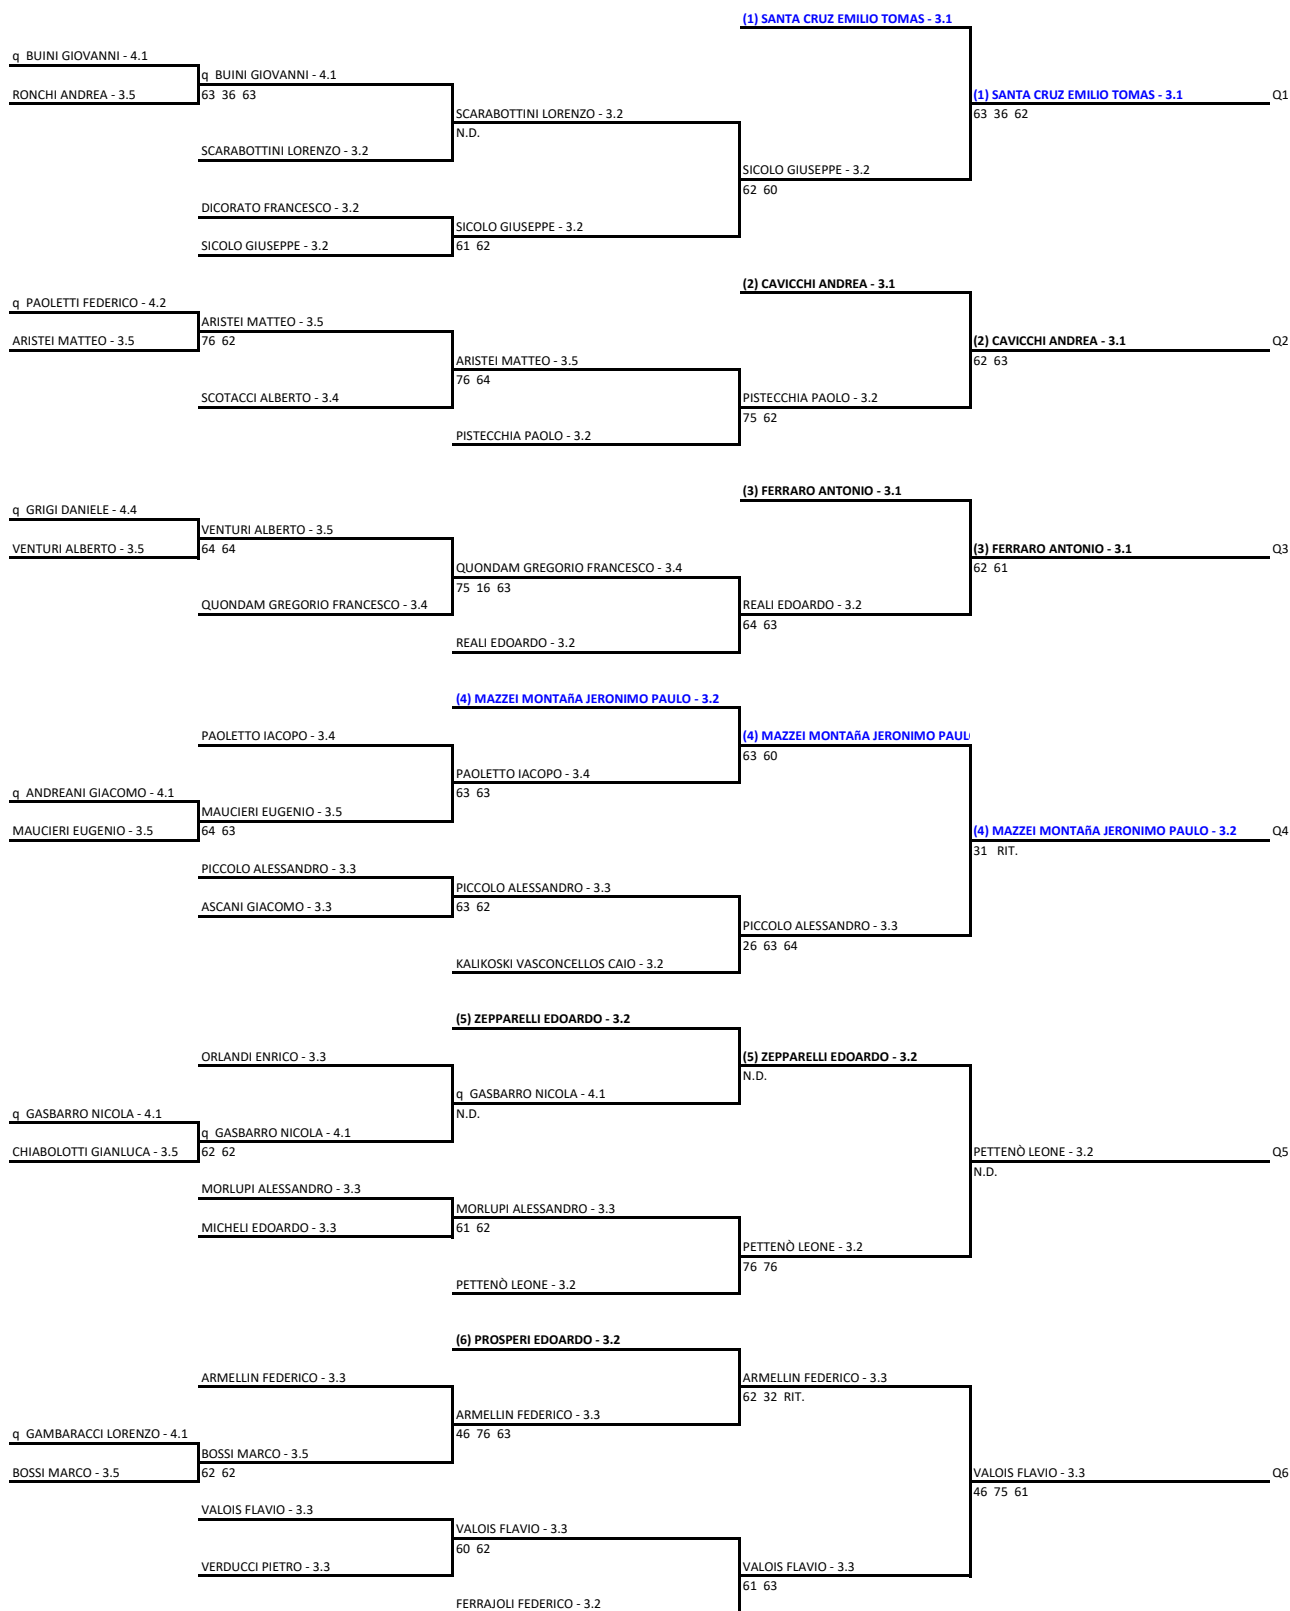 (1) SANTA CRUZ EMILIO TOMAS - 3.1
q BUINI GIOVANNI - 4.1
q BUINI GIOVANNI - 4.1
RONCHI ANDREA - 3.5
63 36 63
(1) SANTA CRUZ EMILIO TOMAS - 3.1
Q1
SCARABOTTINI LORENZO - 3.2
63 36 62
N.D.
SCARABOTTINI LORENZO - 3.2
SICOLO GIUSEPPE - 3.2
62 60
DICORATO FRANCESCO - 3.2
SICOLO GIUSEPPE - 3.2
SICOLO GIUSEPPE - 3.2
61 62
(2) CAVICCHI ANDREA - 3.1
q PAOLETTI FEDERICO - 4.2
ARISTEI MATTEO - 3.5
ARISTEI MATTEO - 3.5
76 62
(2) CAVICCHI ANDREA - 3.1
Q2
ARISTEI MATTEO - 3.5
62 63
76 64
SCOTACCI ALBERTO - 3.4
PISTECCHIA PAOLO - 3.2
75 62
PISTECCHIA PAOLO - 3.2
(3) FERRARO ANTONIO - 3.1
q GRIGI DANIELE - 4.4
VENTURI ALBERTO - 3.5
VENTURI ALBERTO - 3.5
64 64
(3) FERRARO ANTONIO - 3.1
Q3
QUONDAM GREGORIO FRANCESCO - 3.4
62 61
75 16 63
QUONDAM GREGORIO FRANCESCO - 3.4
REALI EDOARDO - 3.2
64 63
REALI EDOARDO - 3.2
(4) MAZZEI MONTAñA JERONIMO PAULO - 3.2
PAOLETTO IACOPO - 3.4
(4) MAZZEI MONTAñA JERONIMO PAUL
63 60
PAOLETTO IACOPO - 3.4
q ANDREANI GIACOMO - 4.1
63 63
MAUCIERI EUGENIO - 3.5
MAUCIERI EUGENIO - 3.5
64 63
(4) MAZZEI MONTAñA JERONIMO PAULO - 3.2
Q4
31 RIT.
PICCOLO ALESSANDRO - 3.3
PICCOLO ALESSANDRO - 3.3
ASCANI GIACOMO - 3.3
63 62
PICCOLO ALESSANDRO - 3.3
26 63 64
KALIKOSKI VASCONCELLOS CAIO - 3.2
(5) ZEPPARELLI EDOARDO - 3.2
ORLANDI ENRICO - 3.3
(5) ZEPPARELLI EDOARDO - 3.2
N.D.
q GASBARRO NICOLA - 4.1
q GASBARRO NICOLA - 4.1
N.D.
q GASBARRO NICOLA - 4.1
CHIABOLOTTI GIANLUCA - 3.5
62 62
PETTENÒ LEONE - 3.2
Q5
N.D.
MORLUPI ALESSANDRO - 3.3
MORLUPI ALESSANDRO - 3.3
MICHELI EDOARDO - 3.3
61 62
PETTENÒ LEONE - 3.2
76 76
PETTENÒ LEONE - 3.2
(6) PROSPERI EDOARDO - 3.2
ARMELLIN FEDERICO - 3.3
ARMELLIN FEDERICO - 3.3
62 32 RIT.
ARMELLIN FEDERICO - 3.3
q GAMBARACCI LORENZO - 4.1
46 76 63
BOSSI MARCO - 3.5
BOSSI MARCO - 3.5
62 62
VALOIS FLAVIO - 3.3
Q6
46 75 61
VALOIS FLAVIO - 3.3
VALOIS FLAVIO - 3.3
60 62
VERDUCCI PIETRO - 3.3
VALOIS FLAVIO - 3.3
61 63
FERRAJOLI FEDERICO - 3.2